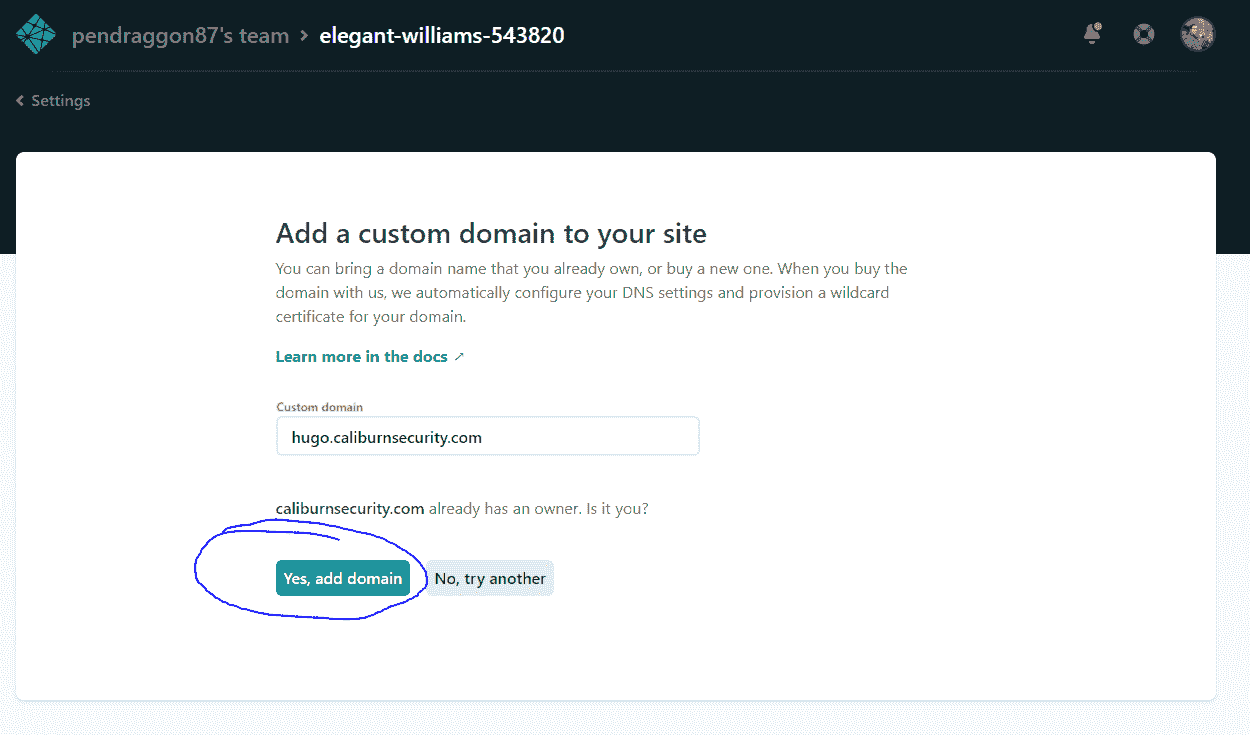 pendraggon87's team > elegant-williams-543820
Settings
Add a custom domain to your site
You can bring a domain name that you already own, or buy a new one. When you buy the
domain with us, we automatically configure your DNS settings and provision a wildcard
certificate for your domain.
Learn more in the docs ↗
Custom domain
hugo.caliburnsecurity.com
caliburnsecurity.com already has an owner. Is it you?
Yes, add domain No, try another